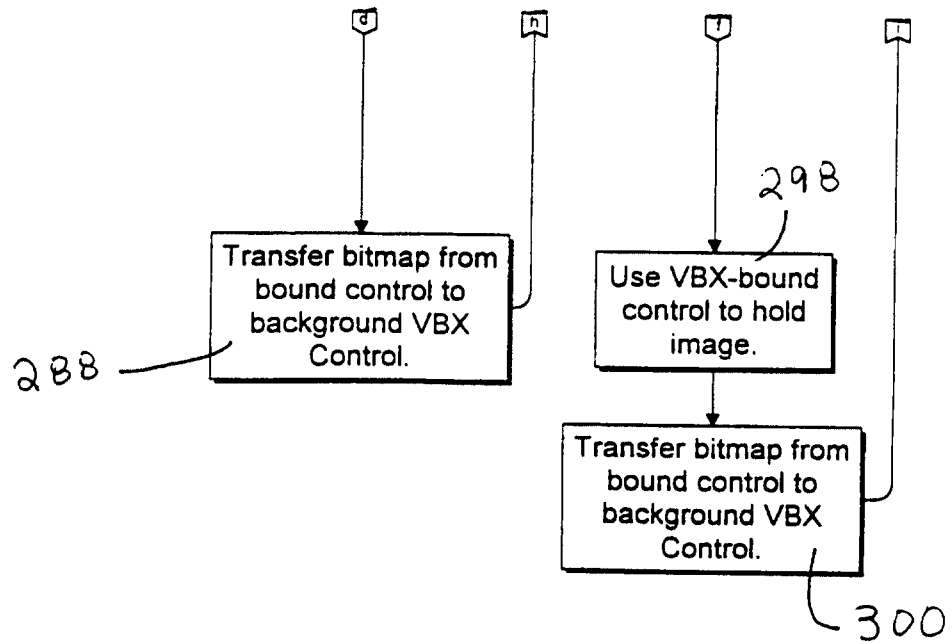 d
h
f
298
Transfer bitmap from
bound control to
background VBX
Control.
Use VBX-bound
control to hold
image.
288
Transfer bitmap from
bound control to
background VBX
Control.
300